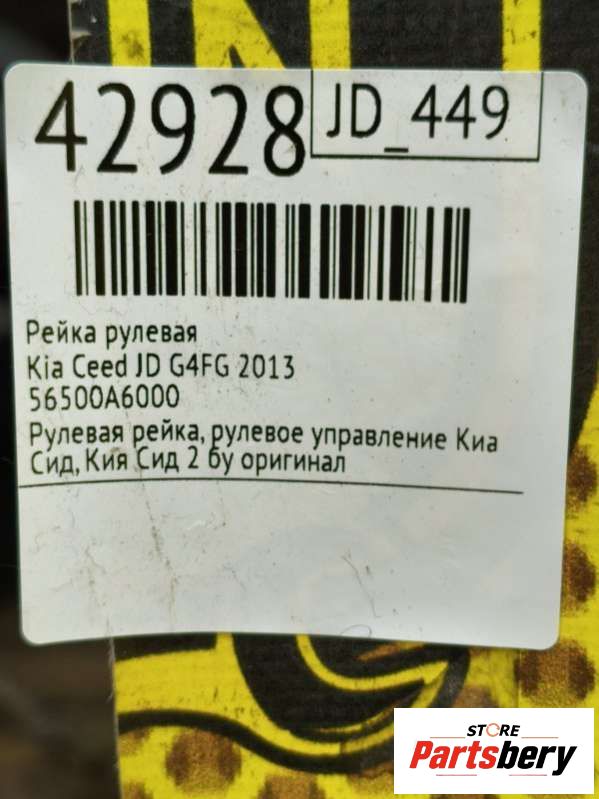 42928
JD_449
Рейка рулевая
Kia Ceed JD G4FG 2013
56500A6000
Рулевая рейка, рулевое управление Киа
Сид, Кия Сид 2 бу оригинал
STORE
Partsbery